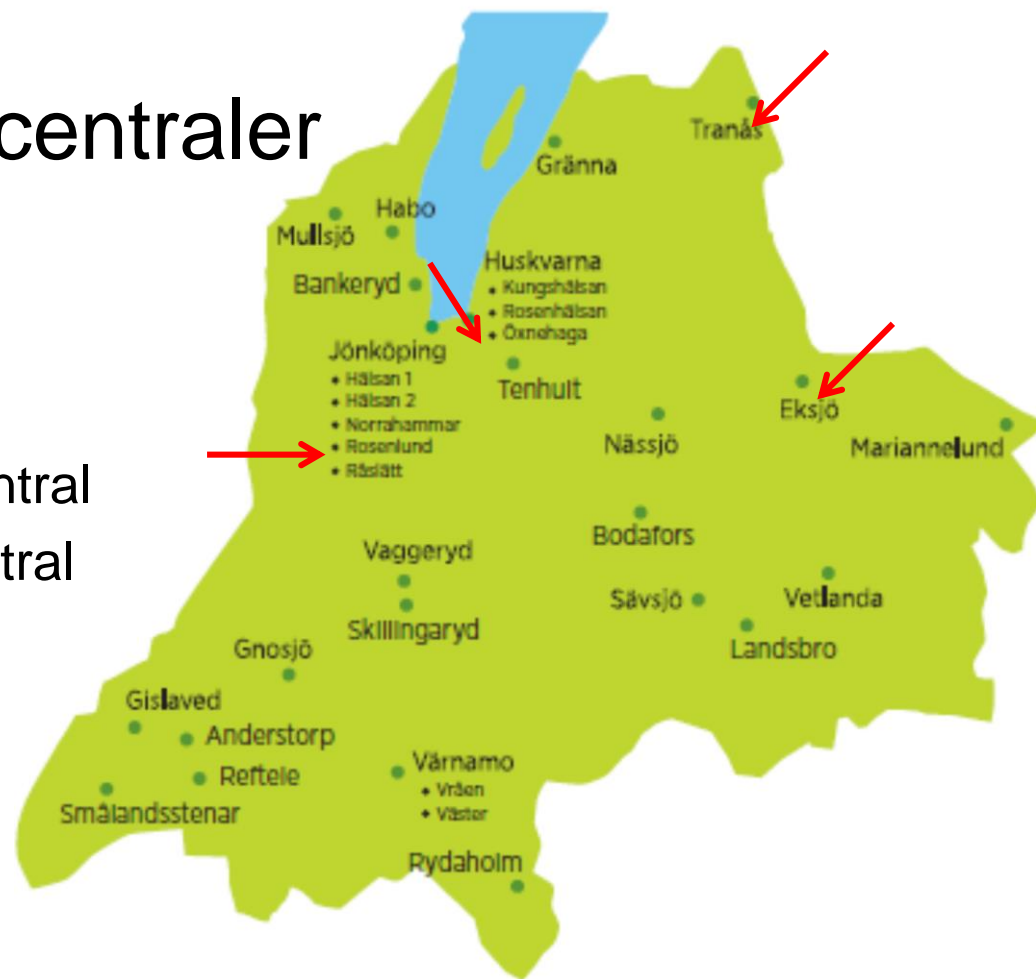 centraler
Tranås
Gränna
Habo
Mullsjö
Huskvarna
• Kungshälsan
• Rosenhälsan
• Öxnehaga
Bankeryd
Jönköping
• Hälsan 1
• Hälsan 2
• Norrahammar
• Rosenlund
• Råslätt
Tenhult
Eksjö
Nässjö
Mariannelund
ntral
tral
Bodafors
Vaggeryd
Sävsjö
Vetlanda
Skillingaryd
Landsbro
Gnosjö
Gislaved
Anderstorp
Reftele
Värnamo
• Vråen
• Väster
Smålandsstenar
Rydaholm